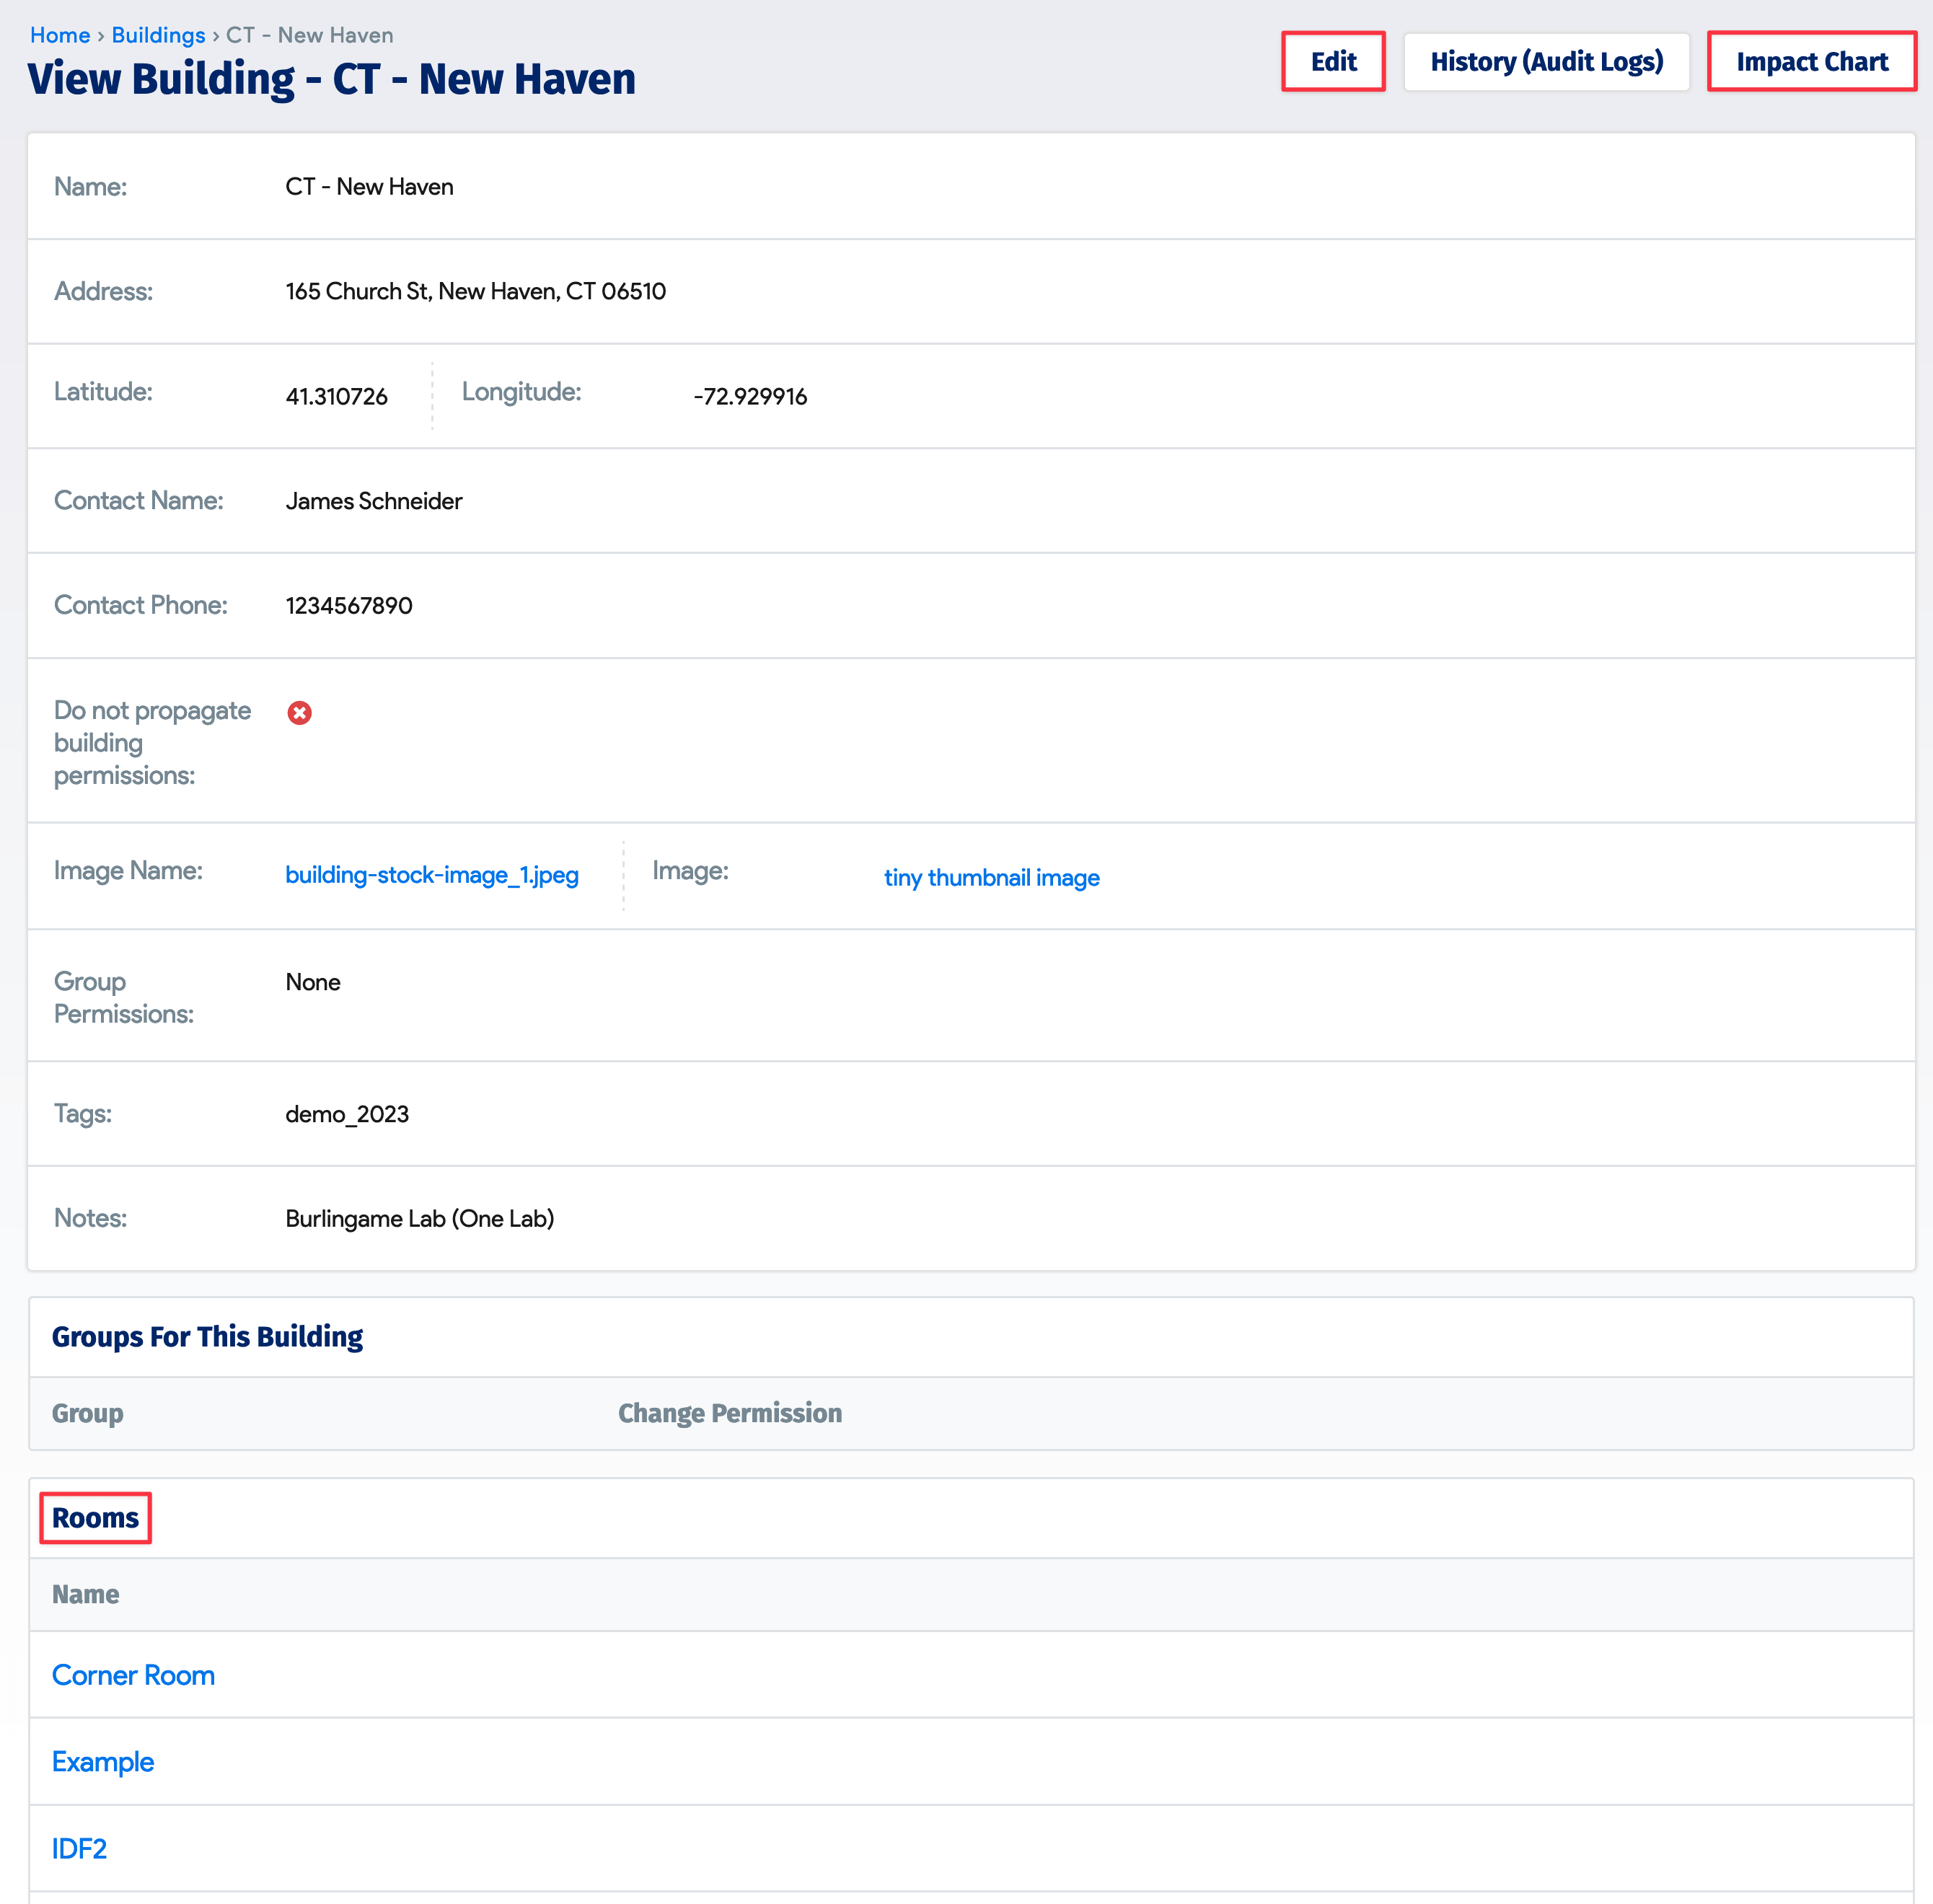 Home › Buildings › CT - New Haven
View Building - CT - New Haven
Edit
History (Audit Logs)
Impact Chart
Name: CT - New Haven
Address: 165 Church St, New Haven, CT 06510
Latitude: 41.310726 Longitude: -72.929916
Contact Name: James Schneider
Contact Phone: 1234567890
Do not propagate
building
permissions:
Image Name: building-stock-image_1.jpeg Image: tiny thumbnail image
Group None
Permissions:
Tags: demo_2023
Notes: Burlingame Lab (One Lab)
Groups For This Building
Group Change Permission
Rooms
Name
Corner Room
Example
IDF2